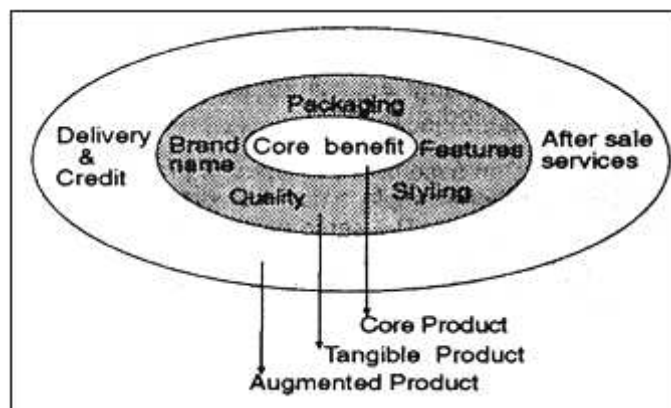 Packaging
Delivery
&
Credit
Brand
name
Core benefit
Features
After sale
services
Quality
Styling
Core Product
Tangible Product
Augmented Product